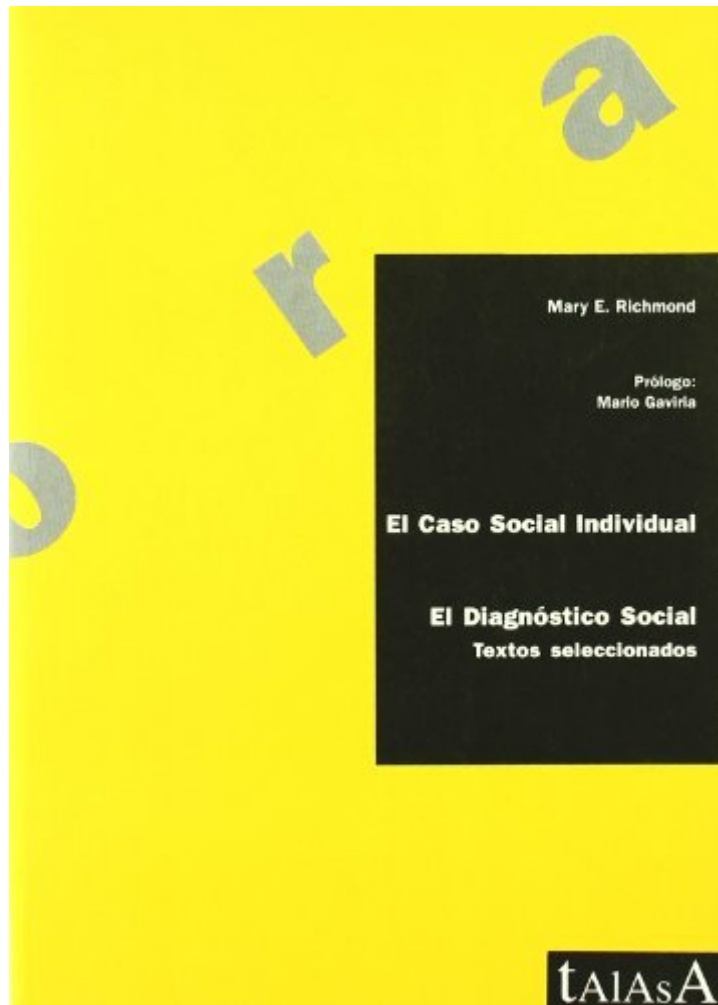 a
r
o
Mary E. Richmond
Prólogo:
Mario Gaviria
El Caso Social Individual
El Diagnóstico Social
Textos seleccionados
tAlAsA